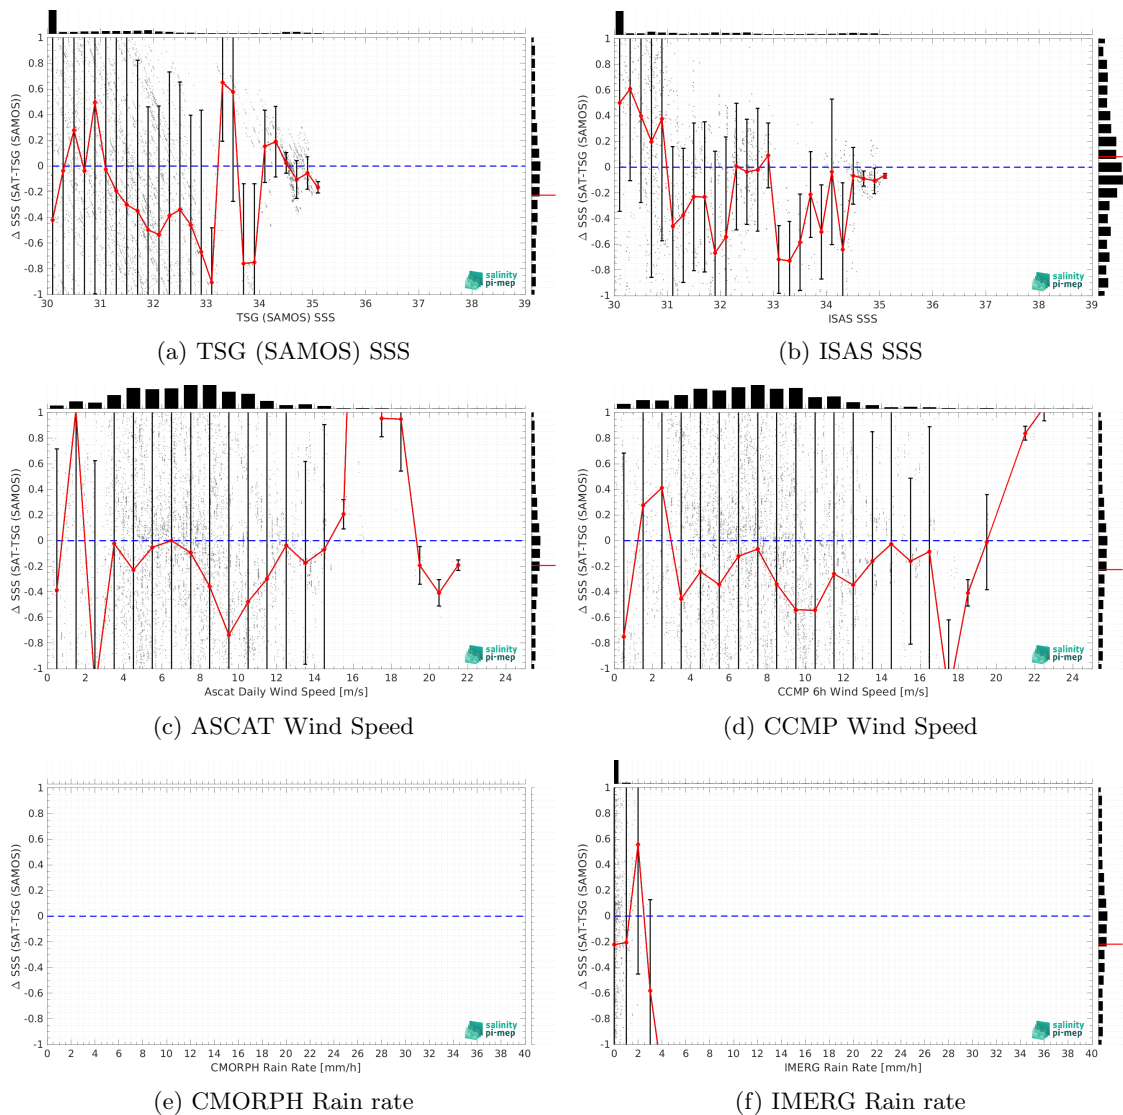 1
0.8
0.6
0.4
0.2
0
-0.2
-0.4
-0.6
-0.8
-1
Δ SSS (SAT-TSG (SAMOS))
30 31 32 33 34 35 36 37 38 39
TSG (SAMOS) SSS
salinity
pi-mep
(a) TSG (SAMOS) SSS
1
0.8
0.6
0.4
0.2
0
-0.2
-0.4
-0.6
-0.8
-1
Δ SSS (SAT-TSG (SAMOS))
30 31 32 33 34 35 36 37 38 39
ISAS SSS
salinity
pi-mep
(b) ISAS SSS
1
0.8
0.6
0.4
0.2
0
-0.2
-0.4
-0.6
-0.8
-1
Δ SSS (SAT-TSG (SAMOS))
0 2 4 6 8 10 12 14 16 18 20 22 24
Ascat Daily Wind Speed [m/s]
salinity
pi-mep
(c) ASCAT Wind Speed
1
0.8
0.6
0.4
0.2
0
-0.2
-0.4
-0.6
-0.8
-1
Δ SSS (SAT-TSG (SAMOS))
0 2 4 6 8 10 12 14 16 18 20 22 24
CCMP 6h Wind Speed [m/s]
salinity
pi-mep
(d) CCMP Wind Speed
1
0.8
0.6
0.4
0.2
0
-0.2
-0.4
-0.6
-0.8
-1
Δ SSS (SAT-TSG (SAMOS))
0 2 4 6 8 10 12 14 16 18 20 22 24 26 28 30 32 34 36 38 40
CMORPH Rain Rate [mm/h]
salinity
pi-mep
(e) CMORPH Rain rate
1
0.8
0.6
0.4
0.2
0
-0.2
-0.4
-0.6
-0.8
-1
Δ SSS (SAT-TSG (SAMOS))
0 2 4 6 8 10 12 14 16 18 20 22 24 26 28 30 32 34 36 38 40
IMERG Rain Rate [mm/h]
salinity
pi-mep
(f) IMERG Rain rate